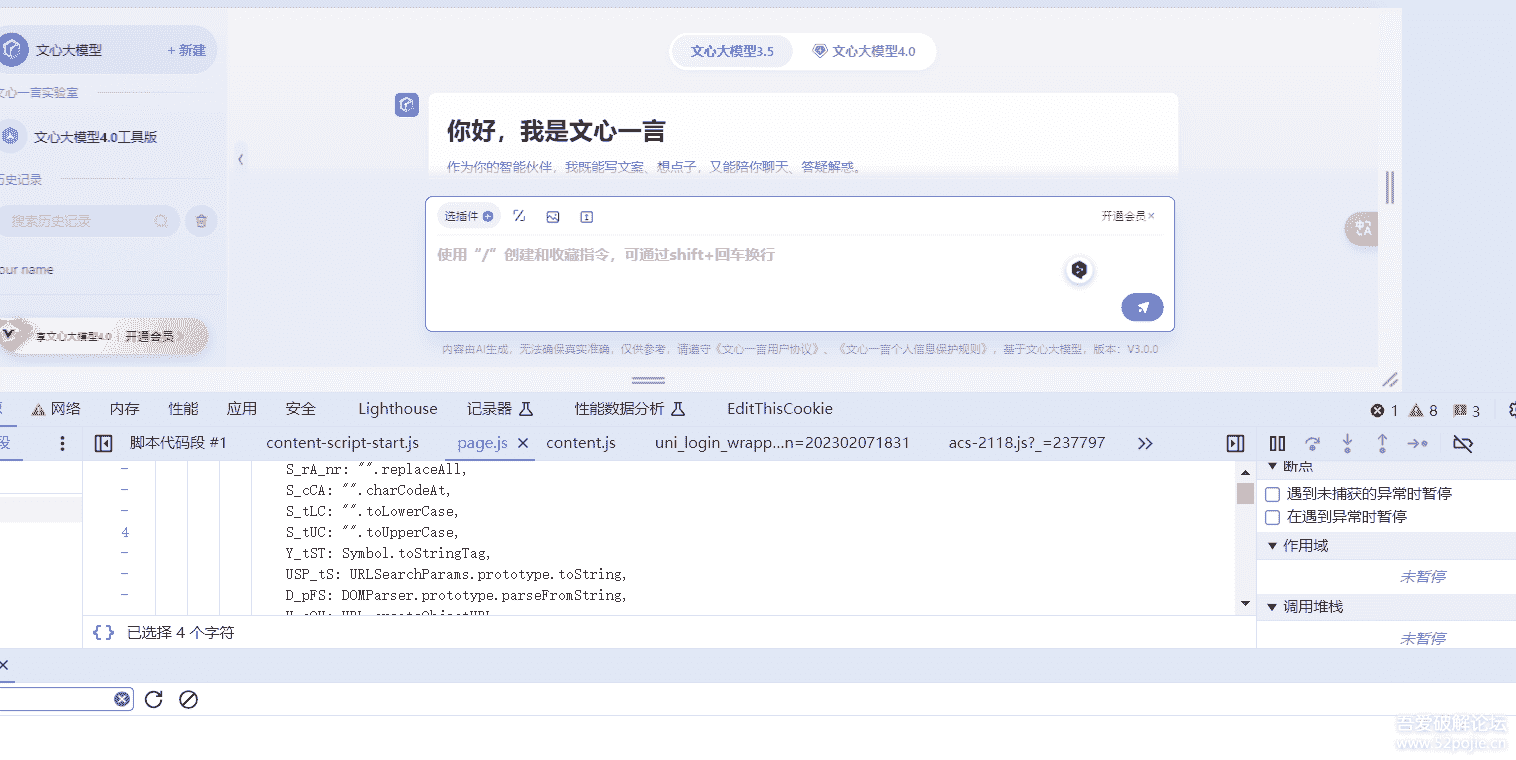 文心大模型 + 新建
文心大模型3.5 文心大模型4.0
心一言实验室
文心大模型4.0工具版
历史记录
搜索历史记录
our name
享文心大模型4.0 开通会员
你好，我是文心一言
作为你的智能伙伴，我既能写文案、想点子，又能陪你聊天、答疑解惑。
选插件 开通会员×
使用“/”创建和收藏指令，可通过shift+回车换行
内容由AI生成，无法确保真实准确，仅供参考，请遵守《文心一言用户协议》、《文心一言个人信息保护规则》，基于文心大模型，版本：V3.0.0
网络 内存 性能 应用 安全 Lighthouse 记录器 性能数据分析 EditThisCookie 1 8 3
段 脚本代码段 #1 content-script-start.js page.js content.js uni_login_wrapp...n=202302071831 acs-2118.js?_=237797
- S_rA_nr: "".replaceAll,
- S_cCA: "".charCodeAt,
- S_tLC: "".toLowerCase,
4 S_tUC: "".toUpperCase,
- Y_tST: Symbol.toStringTag,
- USP_tS: URLSearchParams.prototype.toString,
- D_pFS: DOMParser.prototype.parseFromString,
{} 已选择 4 个字符
断点
遇到未捕获的异常时暂停
在遇到异常时暂停
作用域
未暂停
调用堆栈
未暂停
吾爱破解论坛
www.52pojie.cn